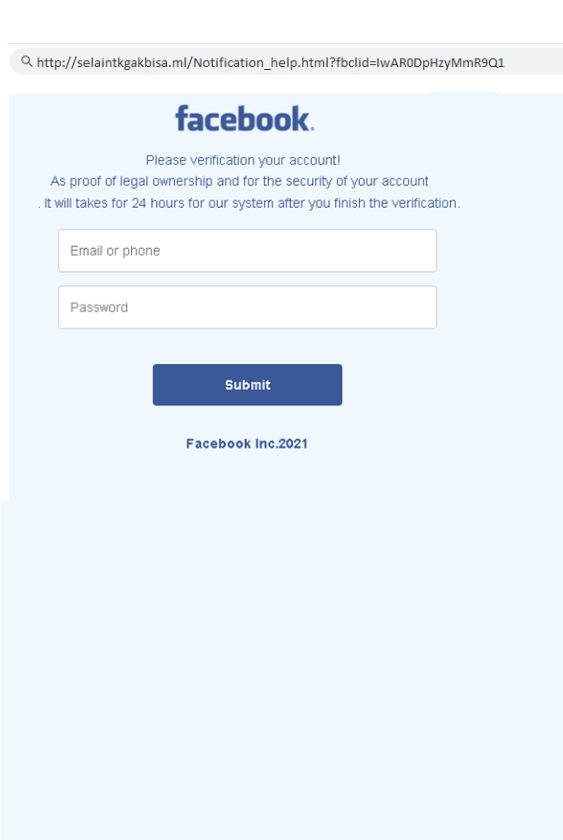 http://selaintkgakbisa.ml/Notification_help.html?fbclid=IwAR0DpHzyMmR9Q1
facebook.
Please verification your account!
As proof of legal ownership and for the security of your account
. It will takes for 24 hours for our system after you finish the verification.
Email or phone
Password
Submit
Facebook Inc.2021